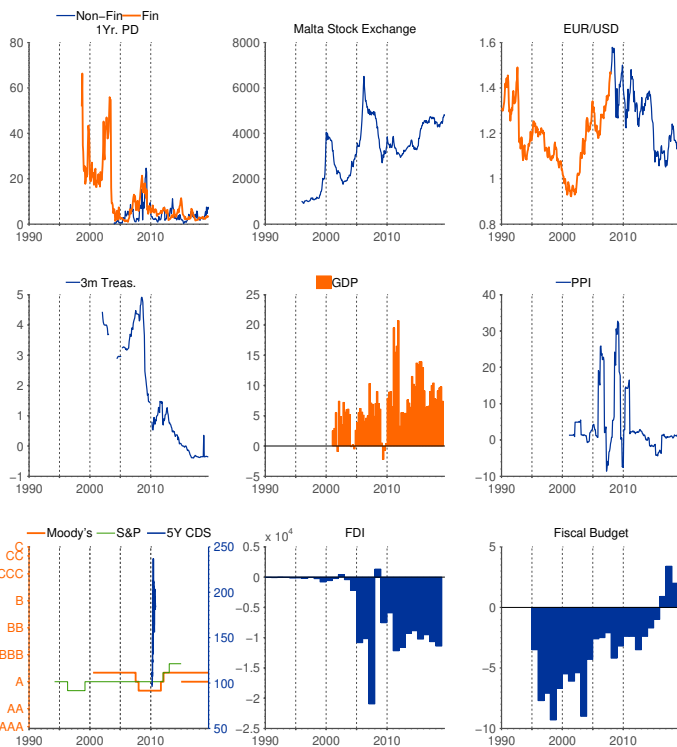 Non-Fin Fin
1Yr. PD
80
60
40
20
0
1990 2000 2010
Malta Stock Exchange
8000
6000
4000
2000
0
1990 2000 2010
EUR/USD
1.6
1.4
1.2
1
0.8
1990 2000 2010
3m Treas.
5
4
3
2
1
0
−1
1990 2000 2010
GDP
25
20
15
10
5
0
−5
1990 2000 2010
PPI
40
30
20
10
0
−10
1990 2000 2010
Moody's S&P 5Y CDS
C
CC
CCC
B
BB
BBB
A
AA
AAA
250
200
150
100
50
1990 2000 2010
FDI
x 10^4
0.5
0
−0.5
−1
−1.5
−2
−2.5
1990 2000 2010
Fiscal Budget
5
0
−5
−10
1990 2000 2010